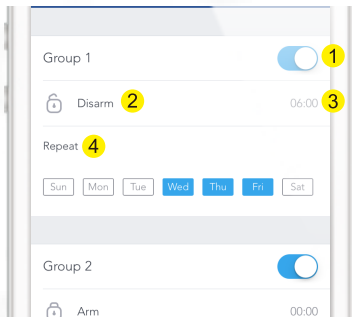 Group 1 1
Disarm 2 06:00 3
Repeat 4
Sun Mon Tue Wed Thu Fri Sat
Group 2
Arm 00:00